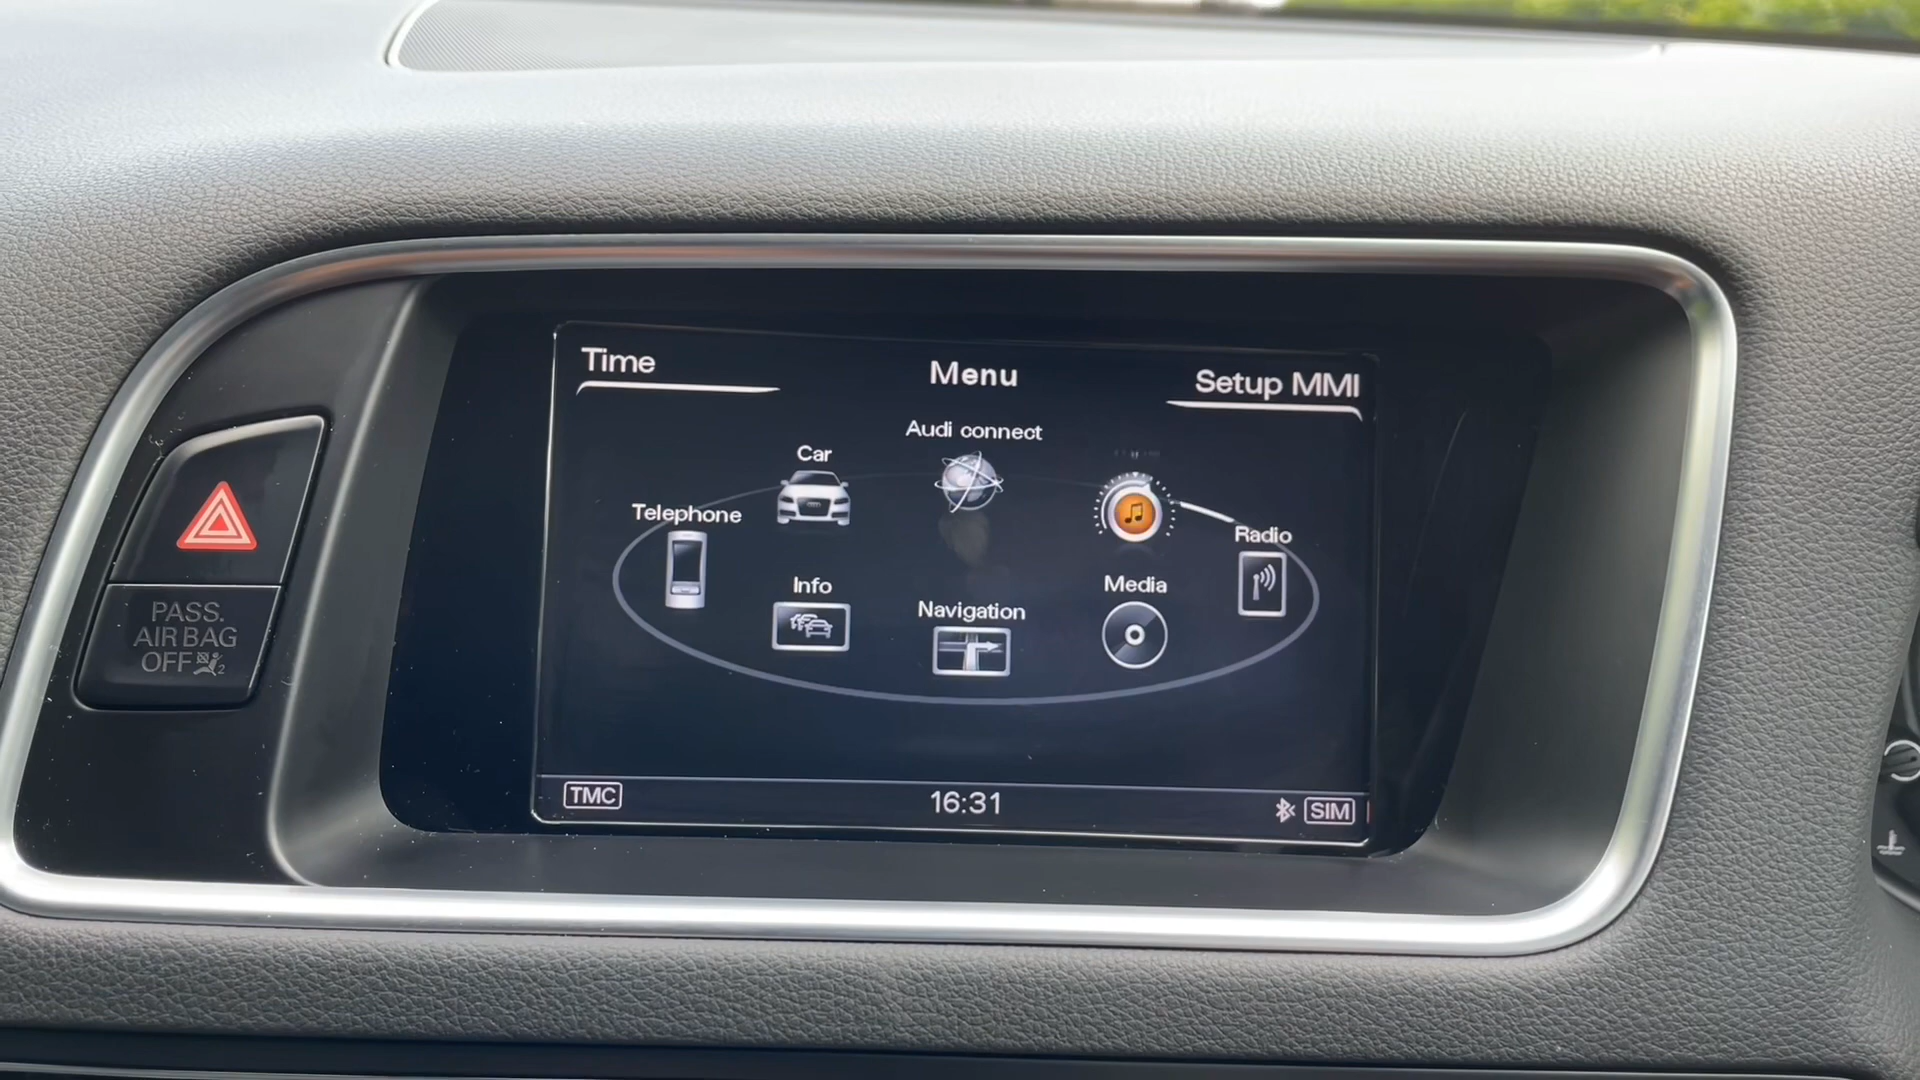 Time
Menu
Setup MMI
Audi connect
Car
Telephone
Radio
Info
Media
Navigation
PASS.
AIR BAG
OFF 2
TMC
16:31
SIM